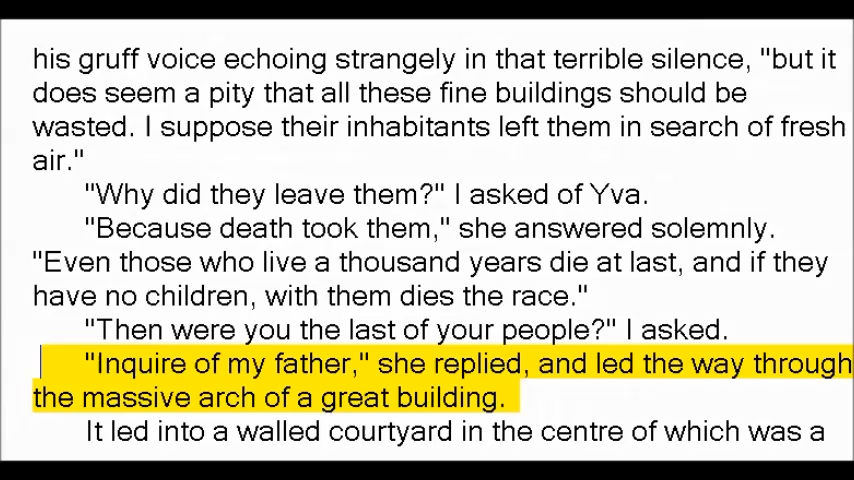 his gruff voice echoing strangely in that terrible silence, "but it
does seem a pity that all these fine buildings should be
wasted. I suppose their inhabitants left them in search of fresh
air."
"Why did they leave them?" I asked of Yva.
"Because death took them," she answered solemnly.
"Even those who live a thousand years die at last, and if they
have no children, with them dies the race."
"Then were you the last of your people?" I asked.
"Inquire of my father," she replied, and led the way through
the massive arch of a great building.
It led into a walled courtyard in the centre of which was a